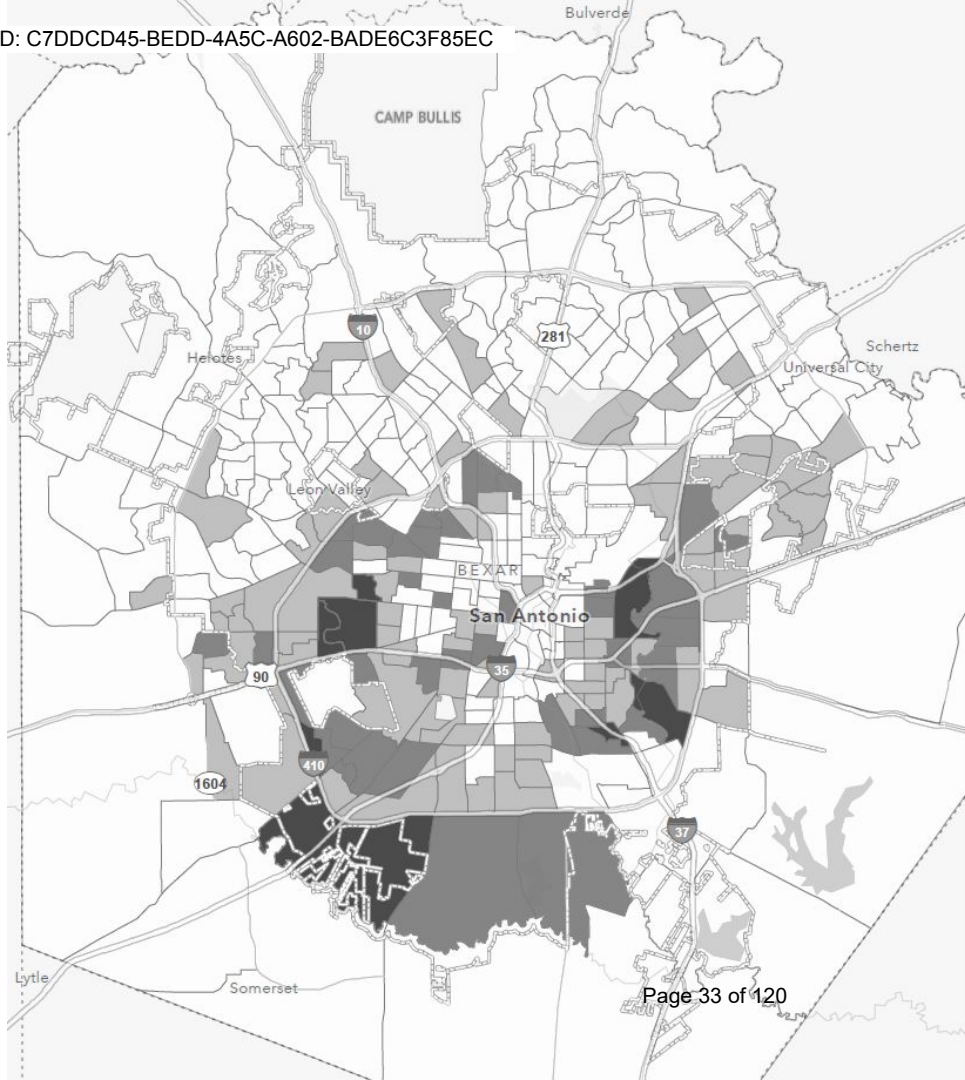 Bulverde
D: C7DDCD45-BEDD-4A5C-A602-BADE6C3F85EC
CAMP BULLIS
10
281
Schertz
Helotes
Universal City
Leon Valley
BEXAR
San Antonio
35
90
410
1604
37
Lytle
Somerset
Page 33 of 120